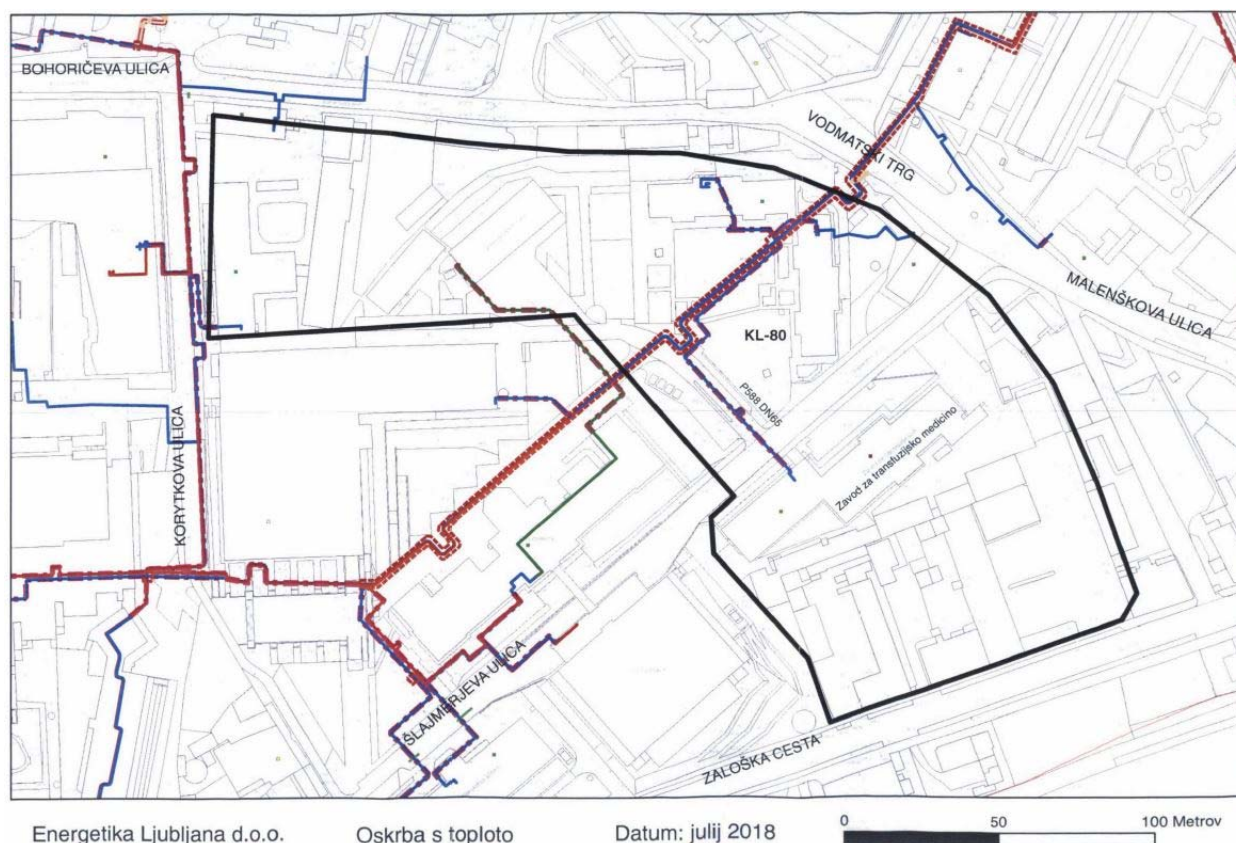 BOHORIČEVA ULICA
VODMATSKI TRG
MALENŠKOVA ULICA
KL-80
P588 DN65
Zavod za transfuzijsko medicino
KORYTKOVA ULICA
ŠLAJMERJEVA ULICA
ZALOŠKA CESTA
Energetika Ljubljana d.o.o.
Oskrba s toploto
Datum: julij 2018
0 50 100 Metrov